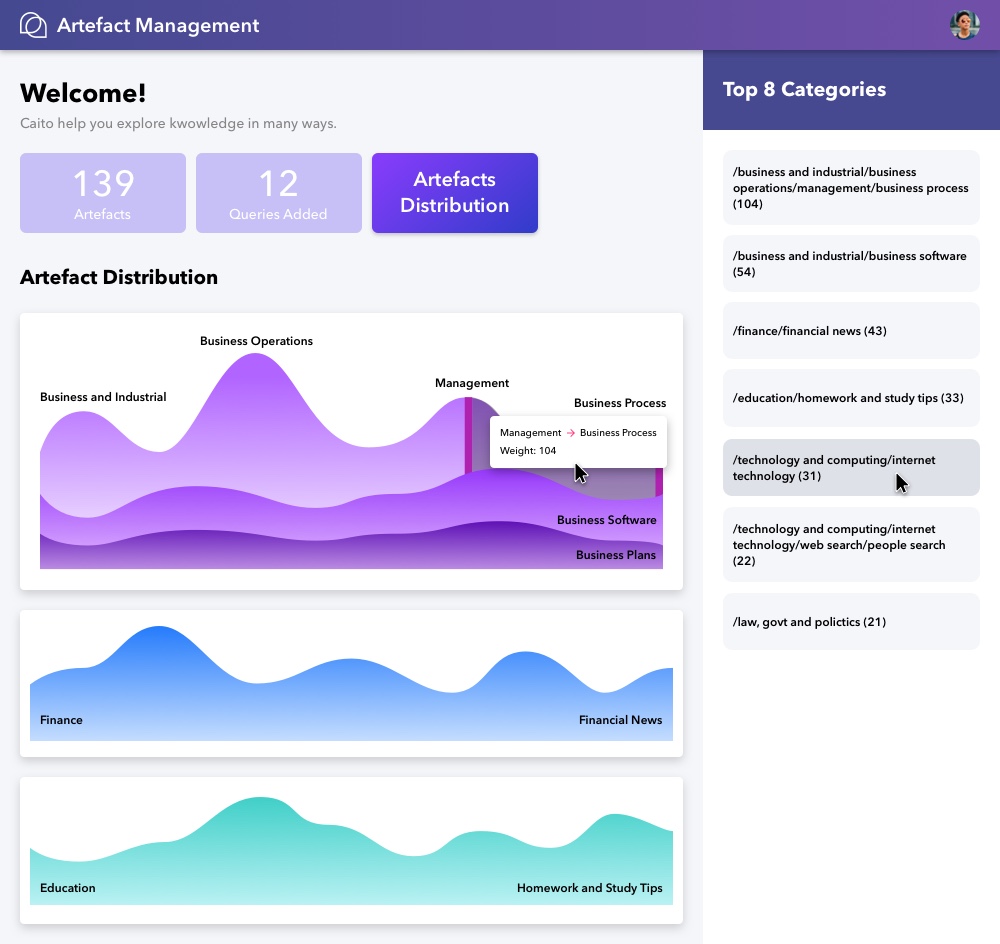 Artefact Management
Welcome!
Caito help you explore kwowledge in many ways.
139
Artefacts
12
Queries Added
Artefacts
Distribution
Artefact Distribution
Business Operations
Management
Business and Industrial
Business Process
Management → Business Process
Weight: 104
Business Software
Business Plans
Finance
Financial News
Education
Homework and Study Tips
Top 8 Categories
/business and industrial/business
operations/management/business process
(104)
/business and industrial/business software
(54)
/finance/financial news (43)
/education/homework and study tips (33)
/technology and computing/internet
technology (31)
/technology and computing/internet
technology/web search/people search
(22)
/law, govt and polictics (21)